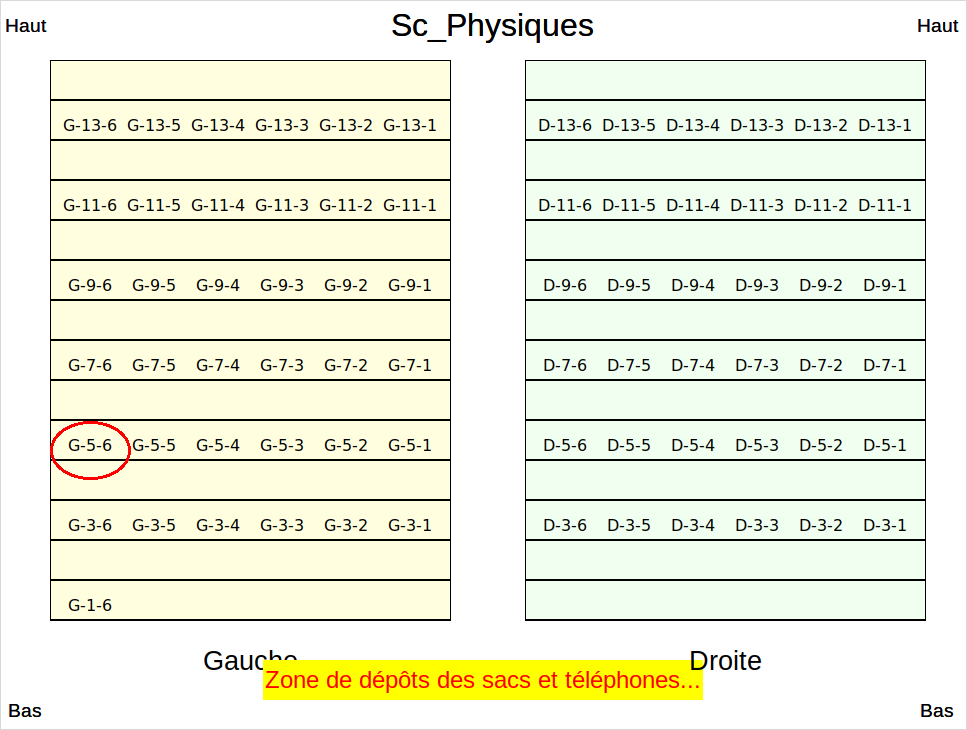 Sc_Physiques
Haut Haut
G-13-6 G-13-5 G-13-4 G-13-3 G-13-2 G-13-1 D-13-6 D-13-5 D-13-4 D-13-3 D-13-2 D-13-1
G-11-6 G-11-5 G-11-4 G-11-3 G-11-2 G-11-1 D-11-6 D-11-5 D-11-4 D-11-3 D-11-2 D-11-1
G-9-6 G-9-5 G-9-4 G-9-3 G-9-2 G-9-1 D-9-6 D-9-5 D-9-4 D-9-3 D-9-2 D-9-1
G-7-6 G-7-5 G-7-4 G-7-3 G-7-2 G-7-1 D-7-6 D-7-5 D-7-4 D-7-3 D-7-2 D-7-1
G-5-6 G-5-5 G-5-4 G-5-3 G-5-2 G-5-1 D-5-6 D-5-5 D-5-4 D-5-3 D-5-2 D-5-1
G-3-6 G-3-5 G-3-4 G-3-3 G-3-2 G-3-1 D-3-6 D-3-5 D-3-4 D-3-3 D-3-2 D-3-1
G-1-6
Gauche Droite
Zone de dépôts des sacs et téléphones...
Bas Bas